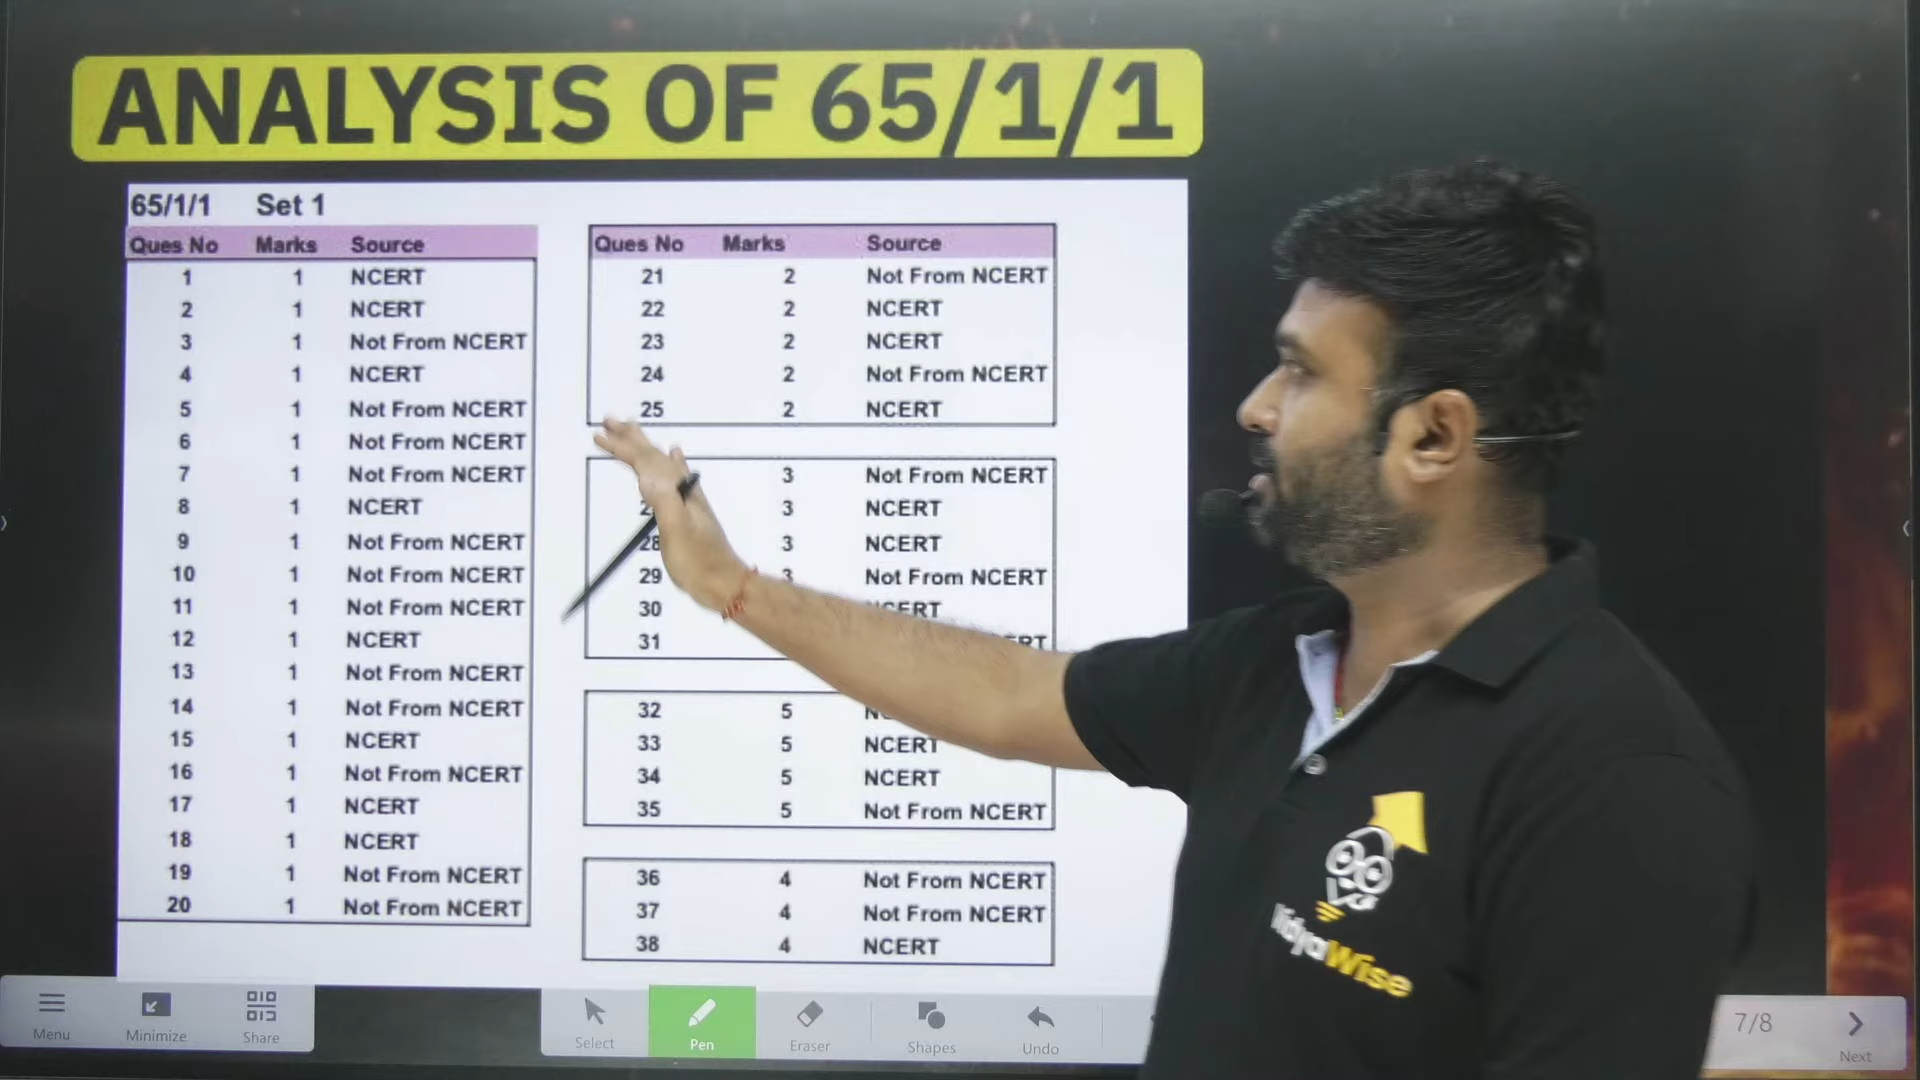 ANALYSIS OF 65/1/1
65/1/1 Set 1
Ques No Marks Source
1 1 NCERT
2 1 NCERT
3 1 Not From NCERT
4 1 NCERT
5 1 Not From NCERT
6 1 Not From NCERT
7 1 Not From NCERT
8 1 NCERT
9 1 Not From NCERT
10 1 Not From NCERT
11 1 Not From NCERT
12 1 NCERT
13 1 Not From NCERT
14 1 Not From NCERT
15 1 NCERT
16 1 Not From NCERT
17 1 NCERT
18 1 NCERT
19 1 Not From NCERT
20 1 Not From NCERT
Ques No Marks Source
21 2 Not From NCERT
22 2 NCERT
23 2 NCERT
24 2 Not From NCERT
25 2 NCERT
3 Not From NCERT
3 NCERT
28 3 NCERT
29 3 Not From NCERT
30
31
32 5
33 5 NCERT
34 5 NCERT
35 5 Not From NCERT
36 4 Not From NCERT
37 4 Not From NCERT
38 4 NCERT
VidyaWise
Menu Minimize Share Select Pen Eraser Shapes Undo
7/8 Next